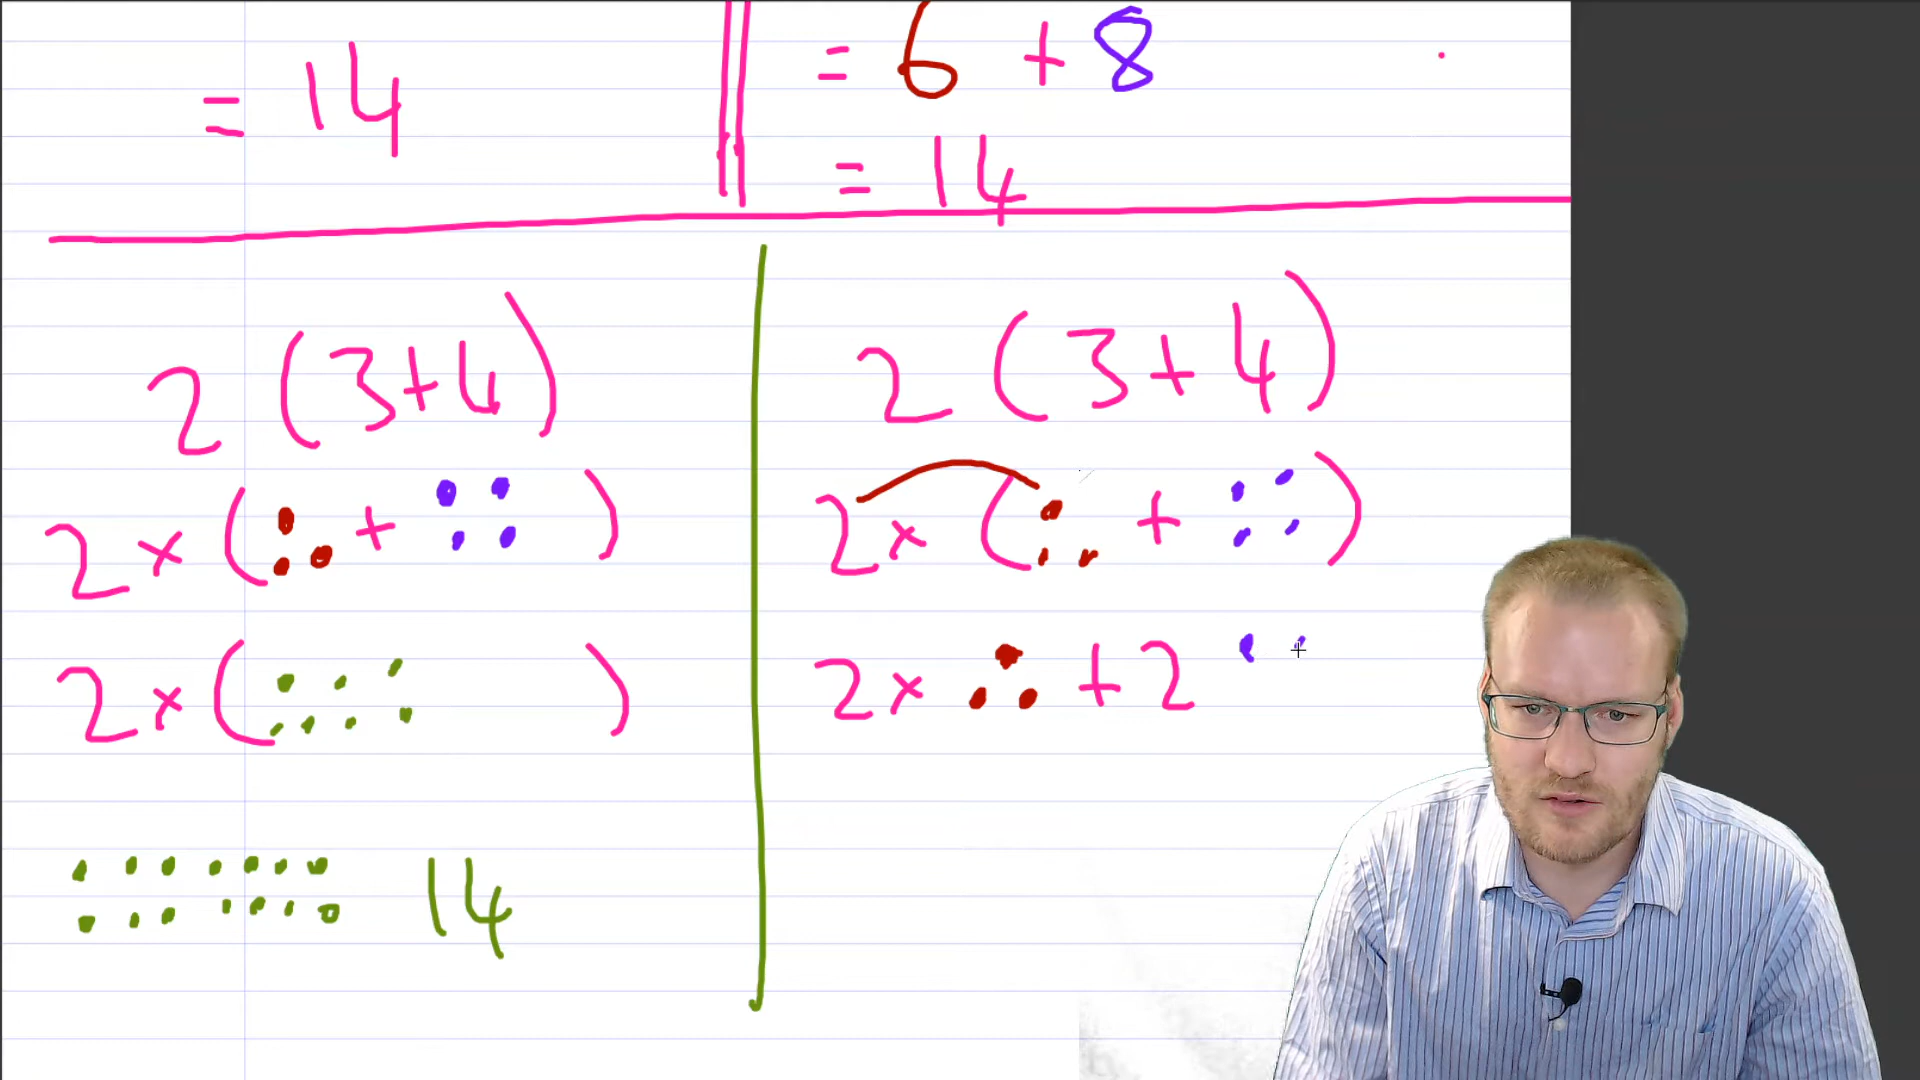 = 14
= 6 + 8
= 14
2 (3+4)
2 × ( + )
2 × ( )
14
2 (3 + 4)
2 × ( + )
2 × + 2